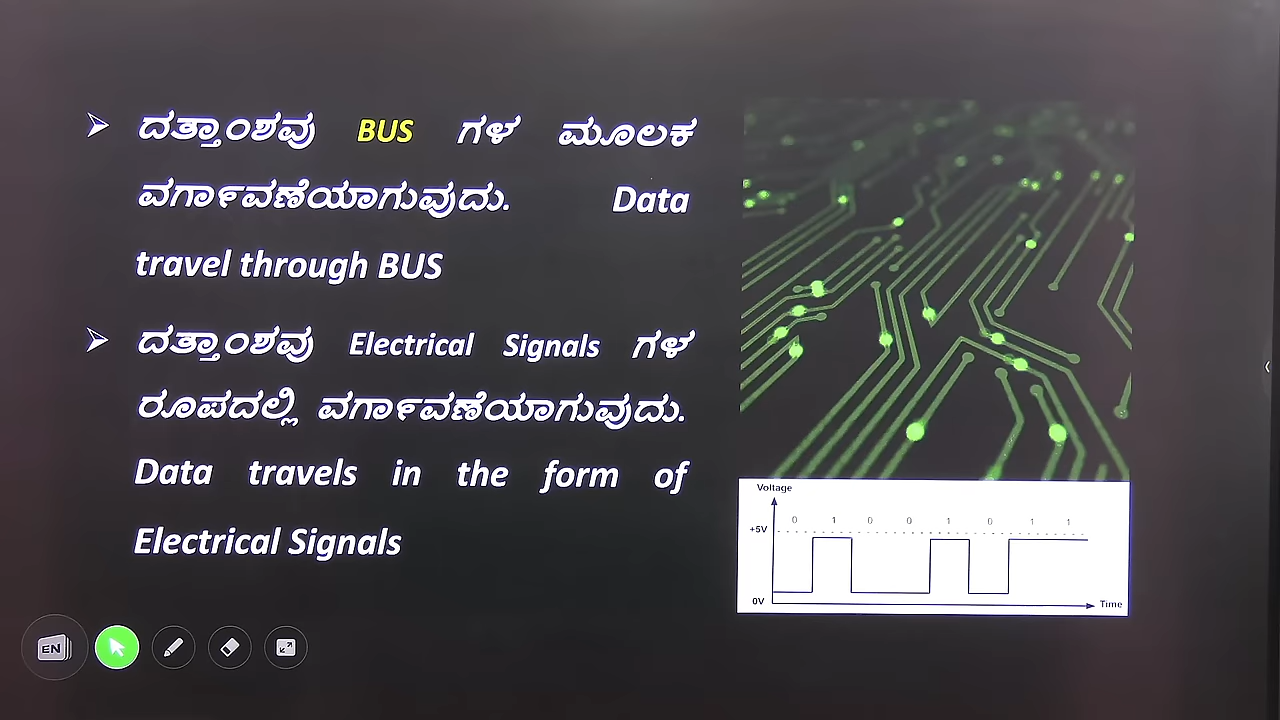 ದತ್ತಾಂಶವು BUS ಗಳ ಮೂಲಕ
ವರ್ಗಾವಣೆಯಾಗುವುದು. Data
travel through BUS
ದತ್ತಾಂಶವು Electrical Signals ಗಳ
ರೂಪದಲ್ಲಿ ವರ್ಗಾವಣೆಯಾಗುವುದು.
Data travels in the form of
Electrical Signals
Voltage
+5V
0 1 0 0 1 0 1 1
0V
Time
EN